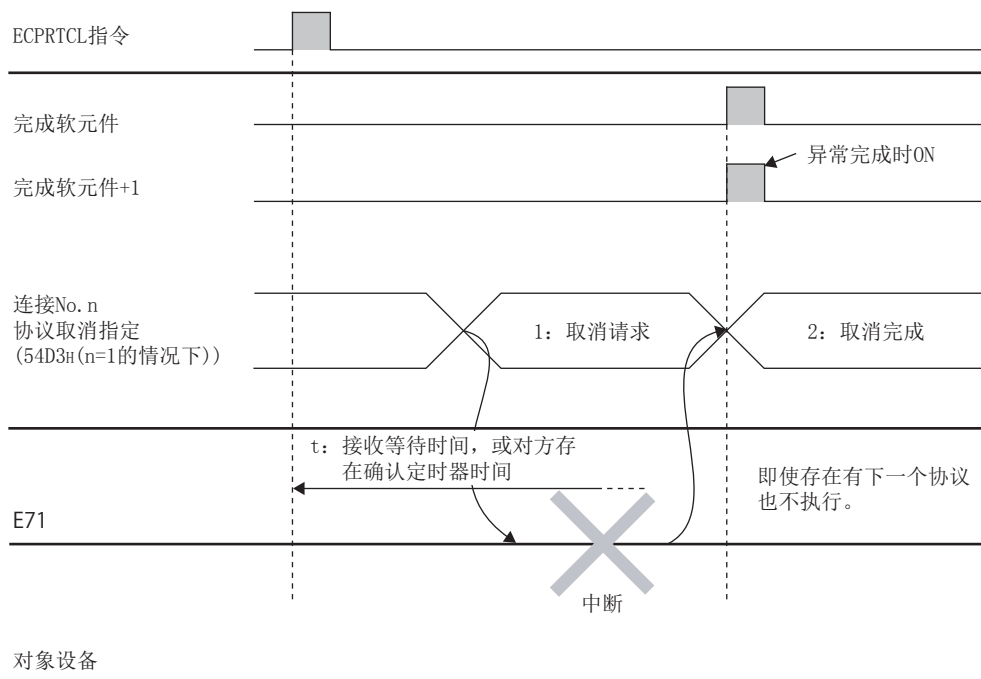 ECPRTCL指令
完成软元件
异常完成时ON
完成软元件+1
连接No.n
协议取消指定
(54D3H(n=1的情况下))
1: 取消请求
2: 取消完成
t: 接收等待时间，或对方存
在确认定时器时间
即使存在有下一个协议
也不执行。
E71
中断
对象设备